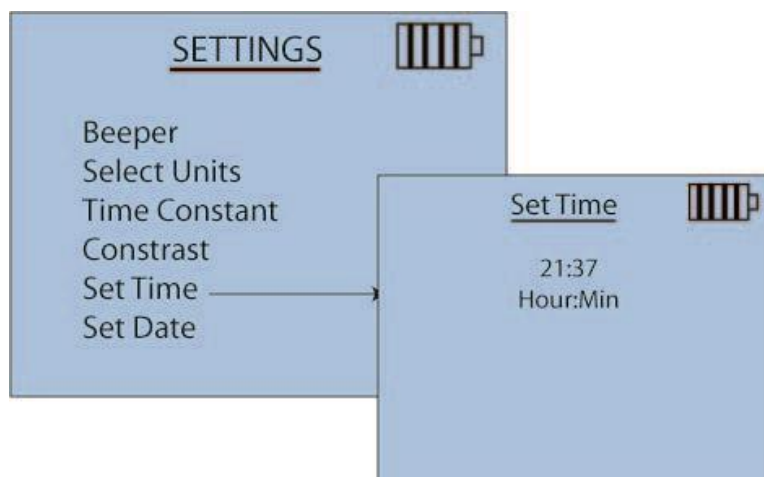 SETTINGS
Beeper
Select Units
Time Constant
Constrast
Set Time
Set Date
Set Time
21:37
Hour:Min